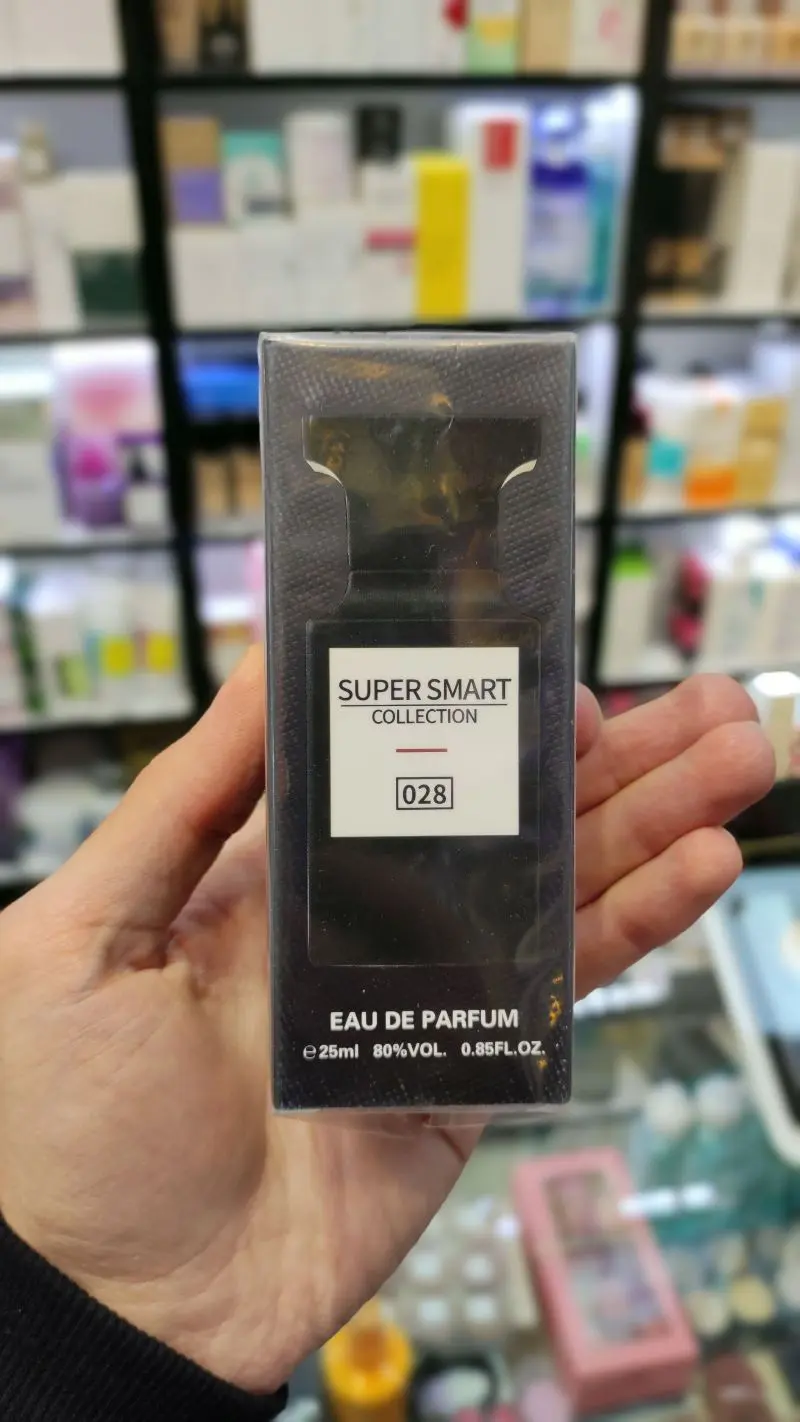 SUPER SMART
COLLECTION
028
EAU DE PARFUM
℮25ml 80%VOL. 0.85FL.OZ.